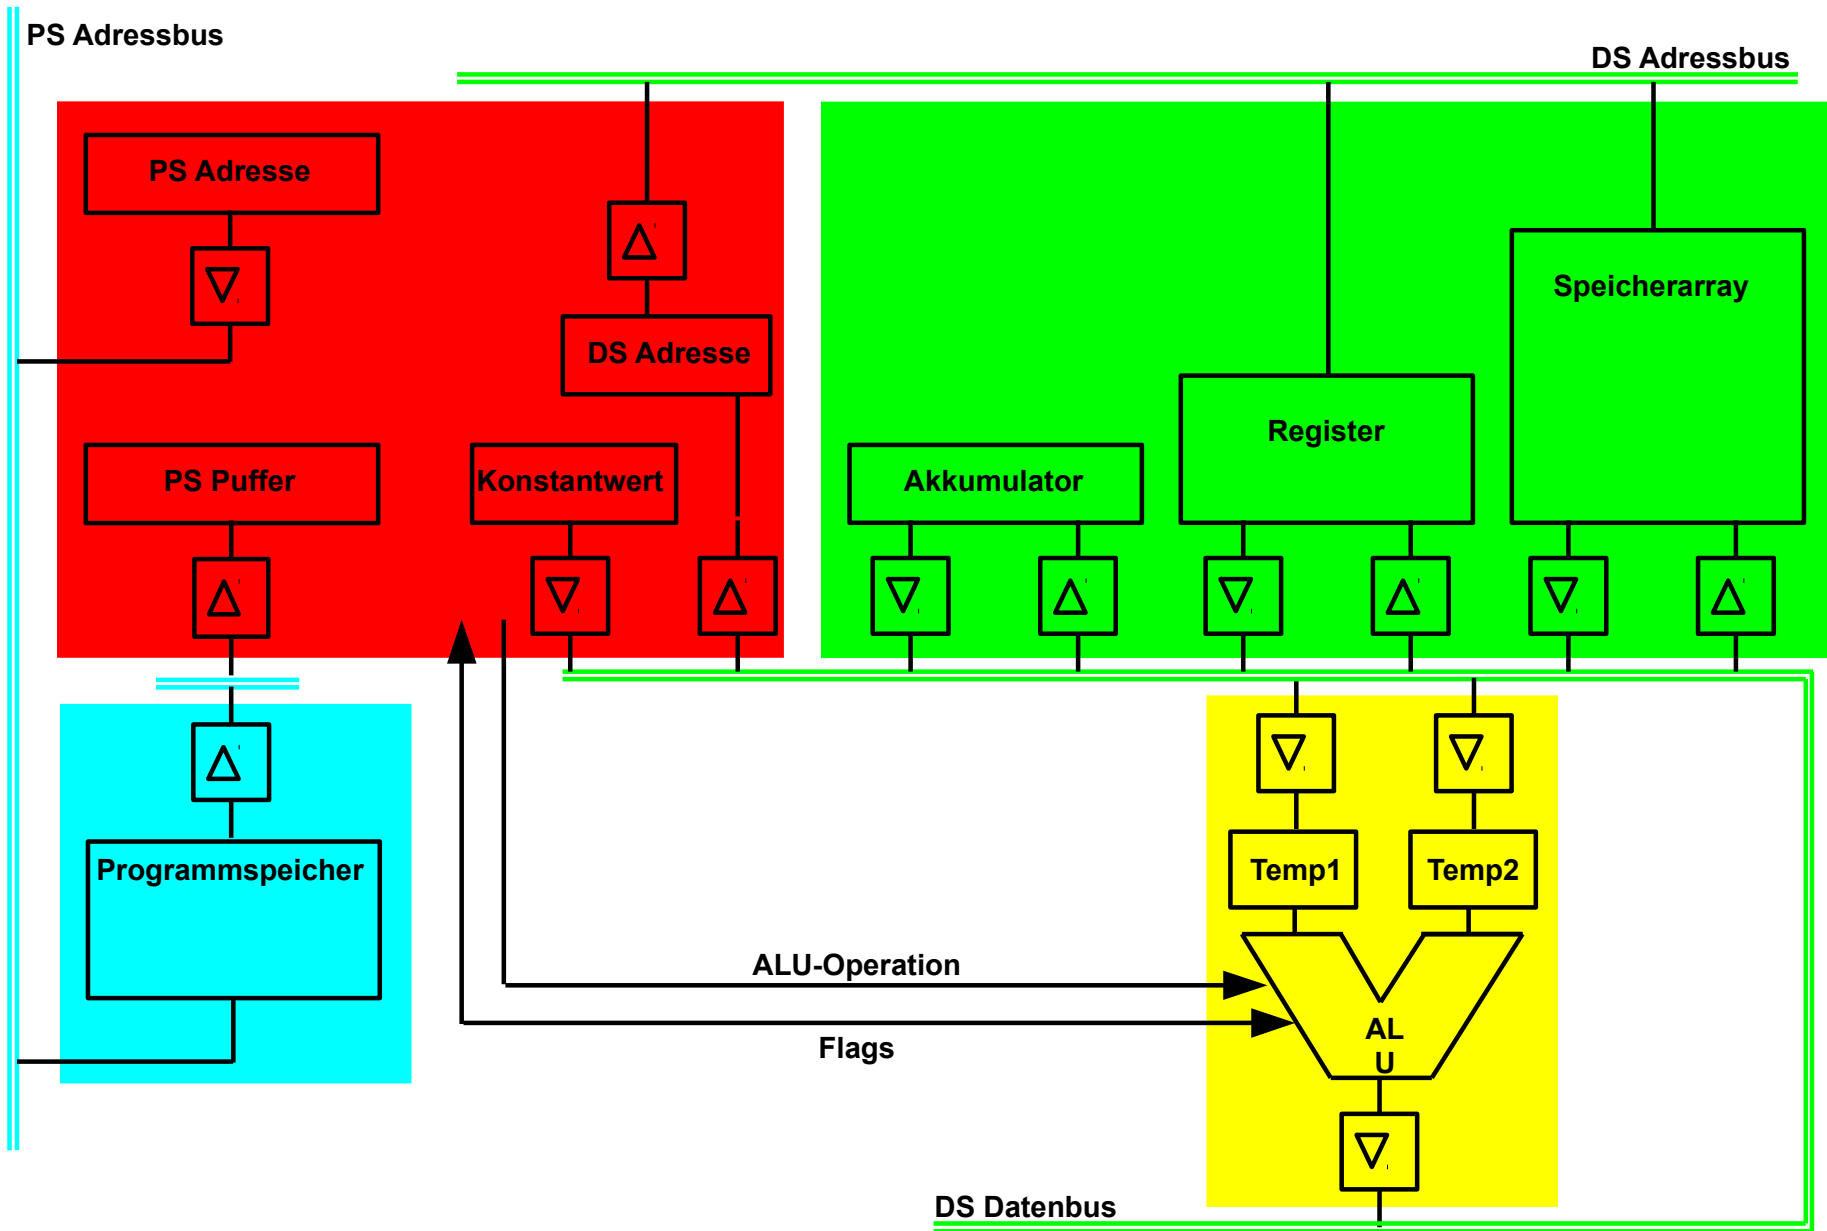 PS Adressbus
DS Adressbus
PS Adresse
Speicherarray
DS Adresse
Register
PS Puffer
Konstantwert
Akkumulator
Programmspeicher
Temp1
Temp2
ALU-Operation
AL
U
Flags
DS Datenbus